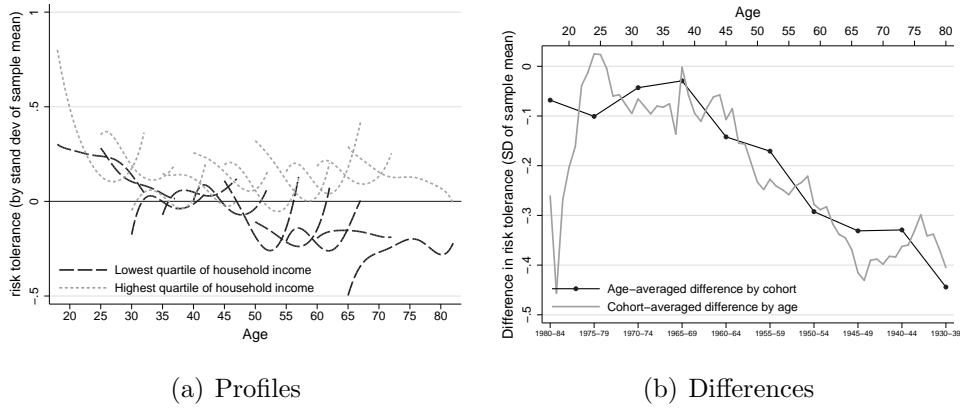 risk tolerance (by stand dev of sample mean)
1
.5
0
-.5
Lowest quartile of household income
Highest quartile of household income
20 25 30 35 40 45 50 55 60 65 70 75 80
Age
(a) Profiles
Age
20 25 30 35 40 45 50 55 60 65 70 75 80
Difference in risk tolerance (SD of sample mean)
0
-.1
-.2
-.3
-.4
-.5
Age-averaged difference by cohort
Cohort-averaged difference by age
1980-84 1975-79 1970-74 1965-69 1960-64 1955-59 1950-54 1945-49 1940-44 1930-39
(b) Differences